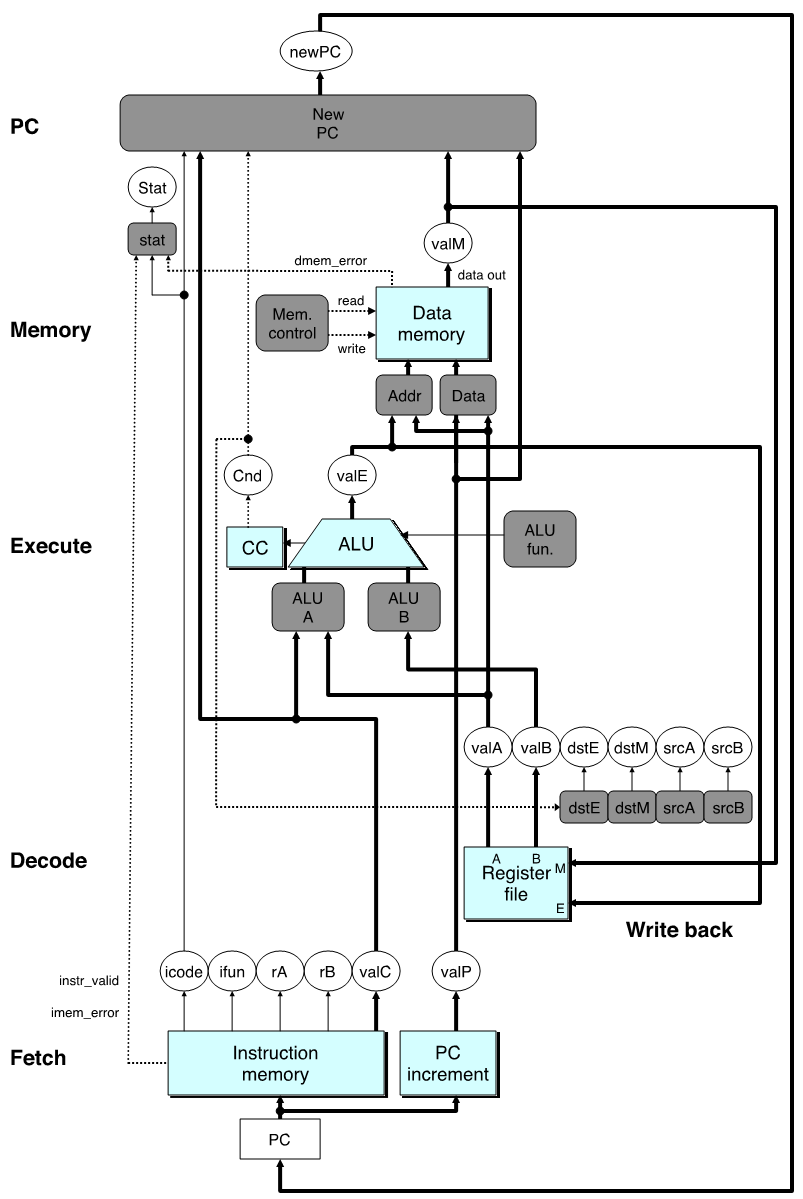 newPC
New
PC
PC
Stat
stat
valM
dmem_error
data out
Mem.
control
read
write
Data
memory
Memory
Addr
Data
Cnd
valE
CC
ALU
ALU
fun.
Execute
ALU
A
ALU
B
valA
valB
dstE
dstM
srcA
srcB
dstE
dstM
srcA
srcB
Decode
A
B
M
Register
file
E
Write back
icode
ifun
rA
rB
valC
valP
instr_valid
imem_error
Fetch
Instruction
memory
PC
increment
PC